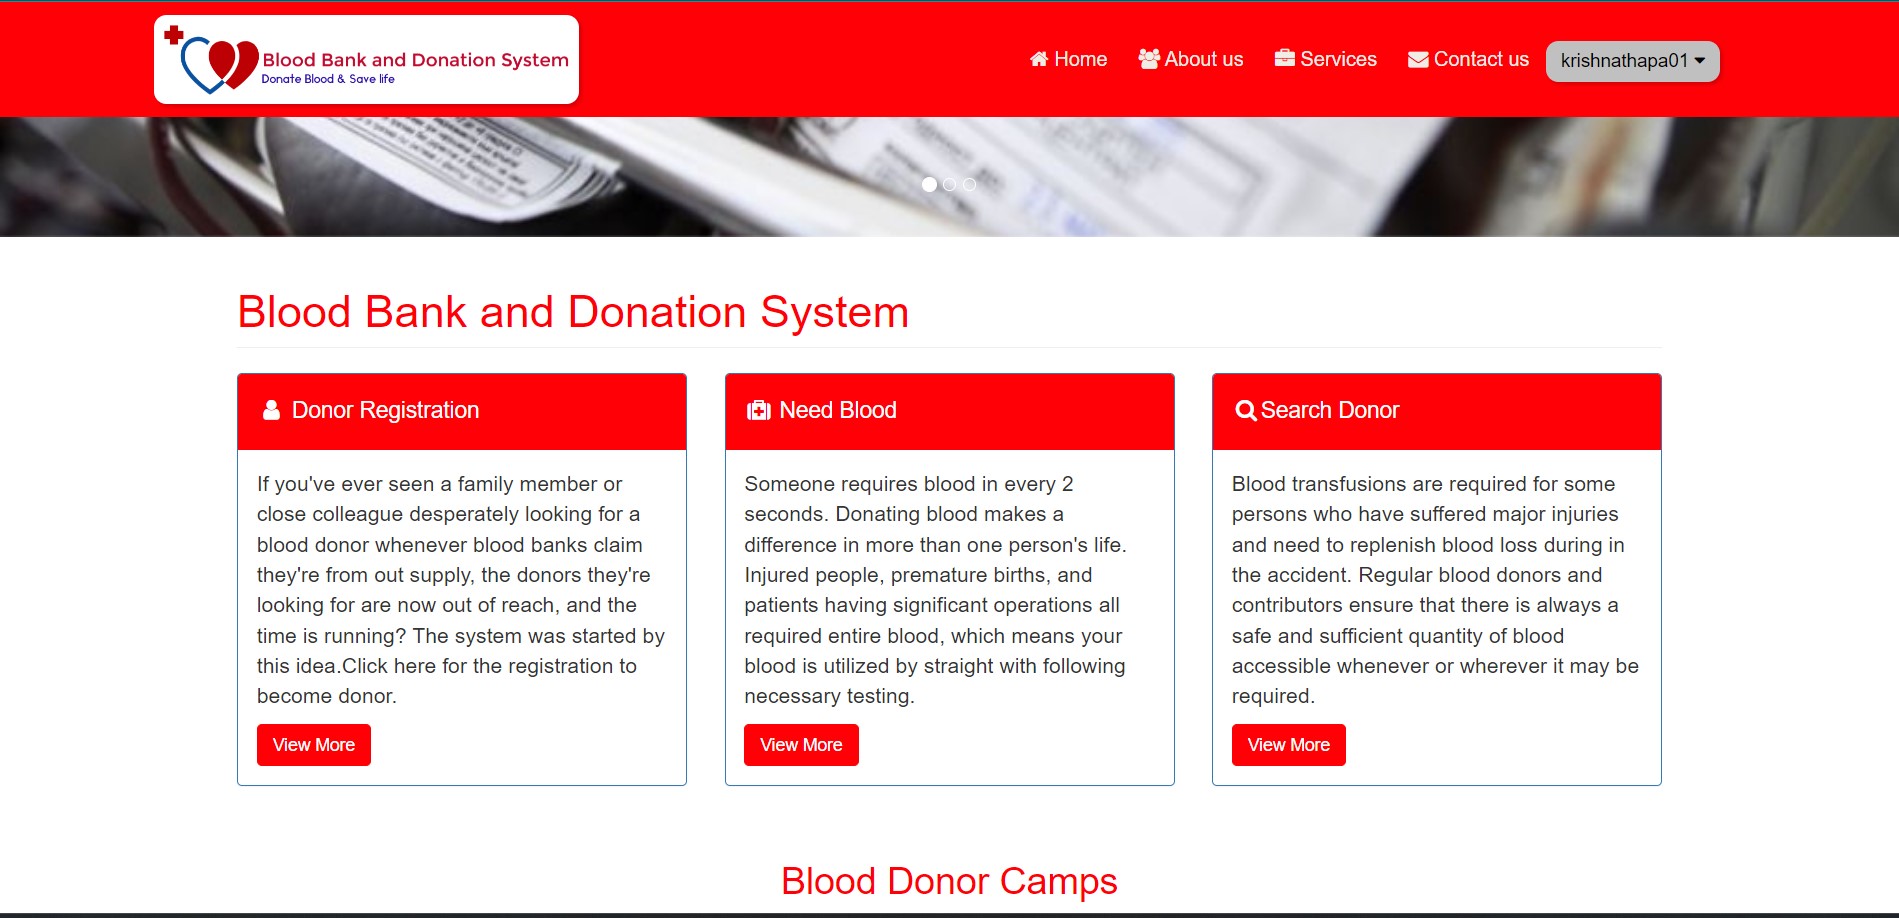 Blood Bank and Donation System
Donate Blood & Save life
Home
About us
Services
Contact us
krishnathapa01
Blood Bank and Donation System
Donor Registration
If you've ever seen a family member or
close colleague desperately looking for a
blood donor whenever blood banks claim
they're from out supply, the donors they're
looking for are now out of reach, and the
time is running? The system was started by
this idea.Click here for the registration to
become donor.
View More
Need Blood
Someone requires blood in every 2
seconds. Donating blood makes a
difference in more than one person's life.
Injured people, premature births, and
patients having significant operations all
required entire blood, which means your
blood is utilized by straight with following
necessary testing.
View More
Search Donor
Blood transfusions are required for some
persons who have suffered major injuries
and need to replenish blood loss during in
the accident. Regular blood donors and
contributors ensure that there is always a
safe and sufficient quantity of blood
accessible whenever or wherever it may be
required.
View More
Blood Donor Camps